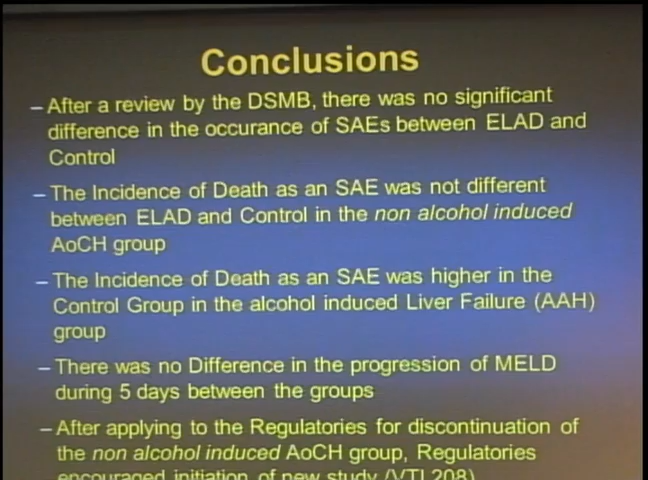 Conclusions
– After a review by the DSMB, there was no significant
difference in the occurance of SAEs between ELAD and
Control
– The Incidence of Death as an SAE was not different
between ELAD and Control in the non alcohol induced
AoCH group
– The Incidence of Death as an SAE was higher in the
Control Group in the alcohol induced Liver Failure (AAH)
group
– There was no Difference in the progression of MELD
during 5 days between the groups
– After applying to the Regulatories for discontinuation of
the non alcohol induced AoCH group, Regulatories
encouraged initiation of new study (VTI 208)